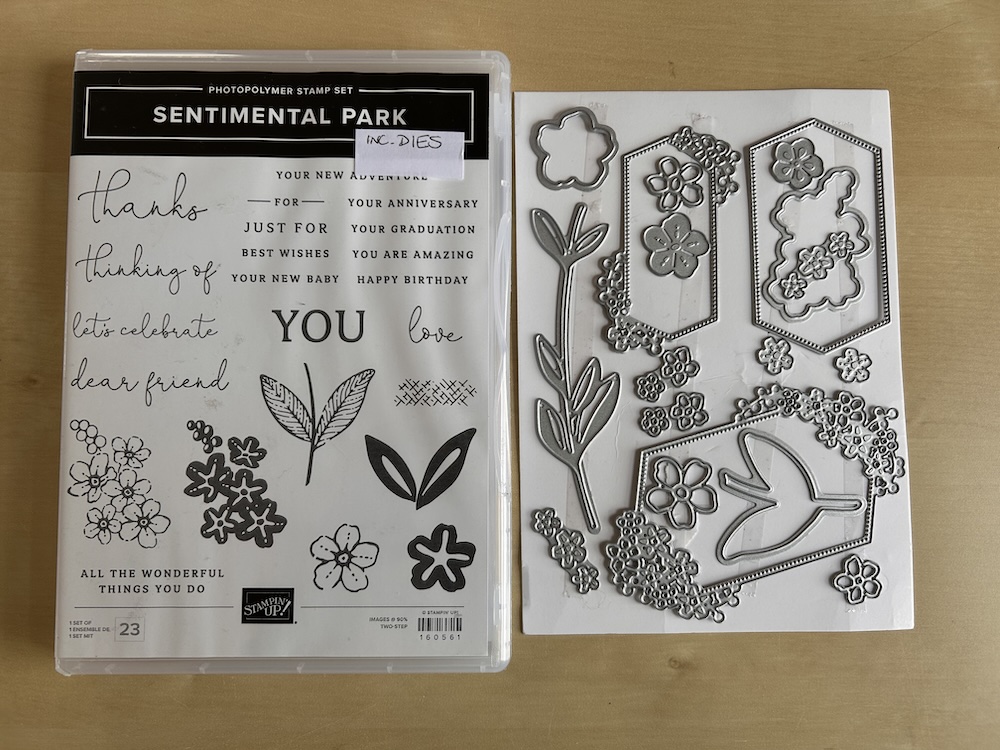 PHOTOPOLYMER STAMP SET
SENTIMENTAL PARK
INC. DIES
YOUR NEW ADVENTURE
thanks
FOR
YOUR ANNIVERSARY
JUST FOR
YOUR GRADUATION
thinking of
BEST WISHES
YOU ARE AMAZING
YOUR NEW BABY
HAPPY BIRTHDAY
let's celebrate
YOU
love
dear friend
ALL THE WONDERFUL
THINGS YOU DO
STAMPIN' UP!
1 SET OF
1 ENSEMBLE DE
1 SET MIT
23
© STAMPIN' UP!
IMAGES @ 90%
TWO-STEP
160561